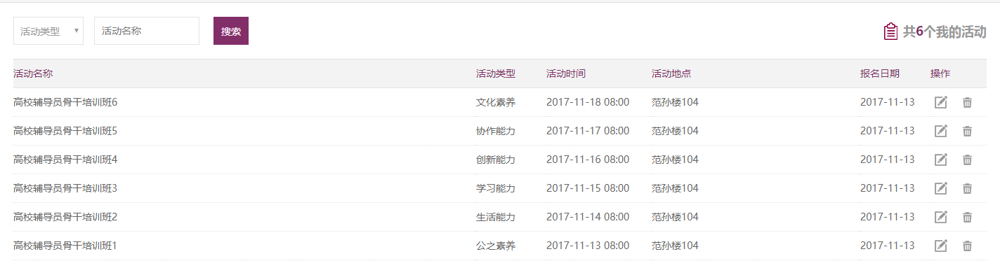 活动类型 活动名称 搜索 共6个我的活动
活动名称 活动类型 活动时间 活动地点 报名日期 操作
高校辅导员骨干培训班6 文化素养 2017-11-18 08:00 范孙楼104 2017-11-13
高校辅导员骨干培训班5 协作能力 2017-11-17 08:00 范孙楼104 2017-11-13
高校辅导员骨干培训班4 创新能力 2017-11-16 08:00 范孙楼104 2017-11-13
高校辅导员骨干培训班3 学习能力 2017-11-15 08:00 范孙楼104 2017-11-13
高校辅导员骨干培训班2 生活能力 2017-11-14 08:00 范孙楼104 2017-11-13
高校辅导员骨干培训班1 公之素养 2017-11-13 08:00 范孙楼104 2017-11-13